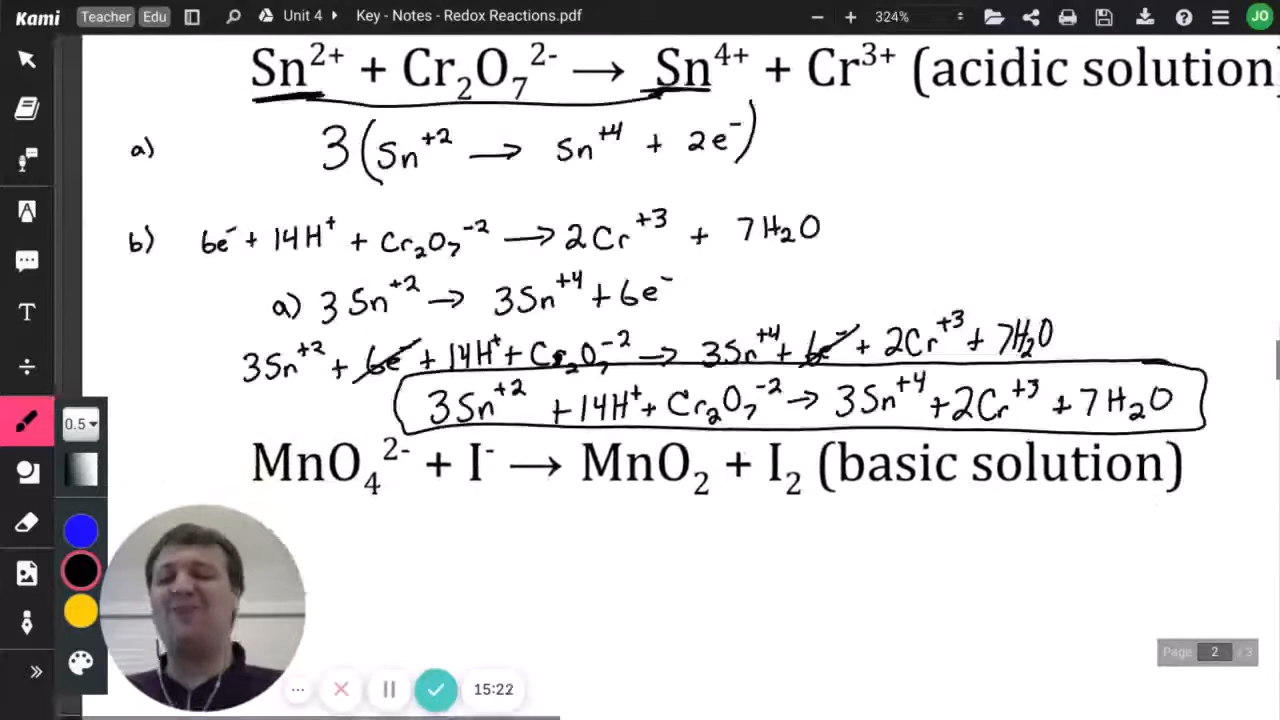 Kami Teacher Edu Unit 4 Key - Notes - Redox Reactions.pdf 324% JO
Sn²⁺ + Cr₂O₇²⁻ → Sn⁴⁺ + Cr³⁺ (acidic solution)
a) 3(Sn⁺² → Sn⁺⁴ + 2e⁻)
b) 6e⁻ + 14H⁺ + Cr₂O₇⁻² → 2Cr⁺³ + 7H₂O
a) 3Sn⁺² → 3Sn⁺⁴ + 6e⁻
3Sn⁺² + 6e⁻ + 14H⁺ + Cr₂O₇⁻² → 3Sn⁺⁴ + 6e⁻ + 2Cr⁺³ + 7H₂O
3Sn⁺² + 14H⁺ + Cr₂O₇⁻² → 3Sn⁺⁴ + 2Cr⁺³ + 7H₂O
0.5
MnO₄²⁻ + I⁻ → MnO₂ + I₂ (basic solution)
Page 2 / 3
15:22